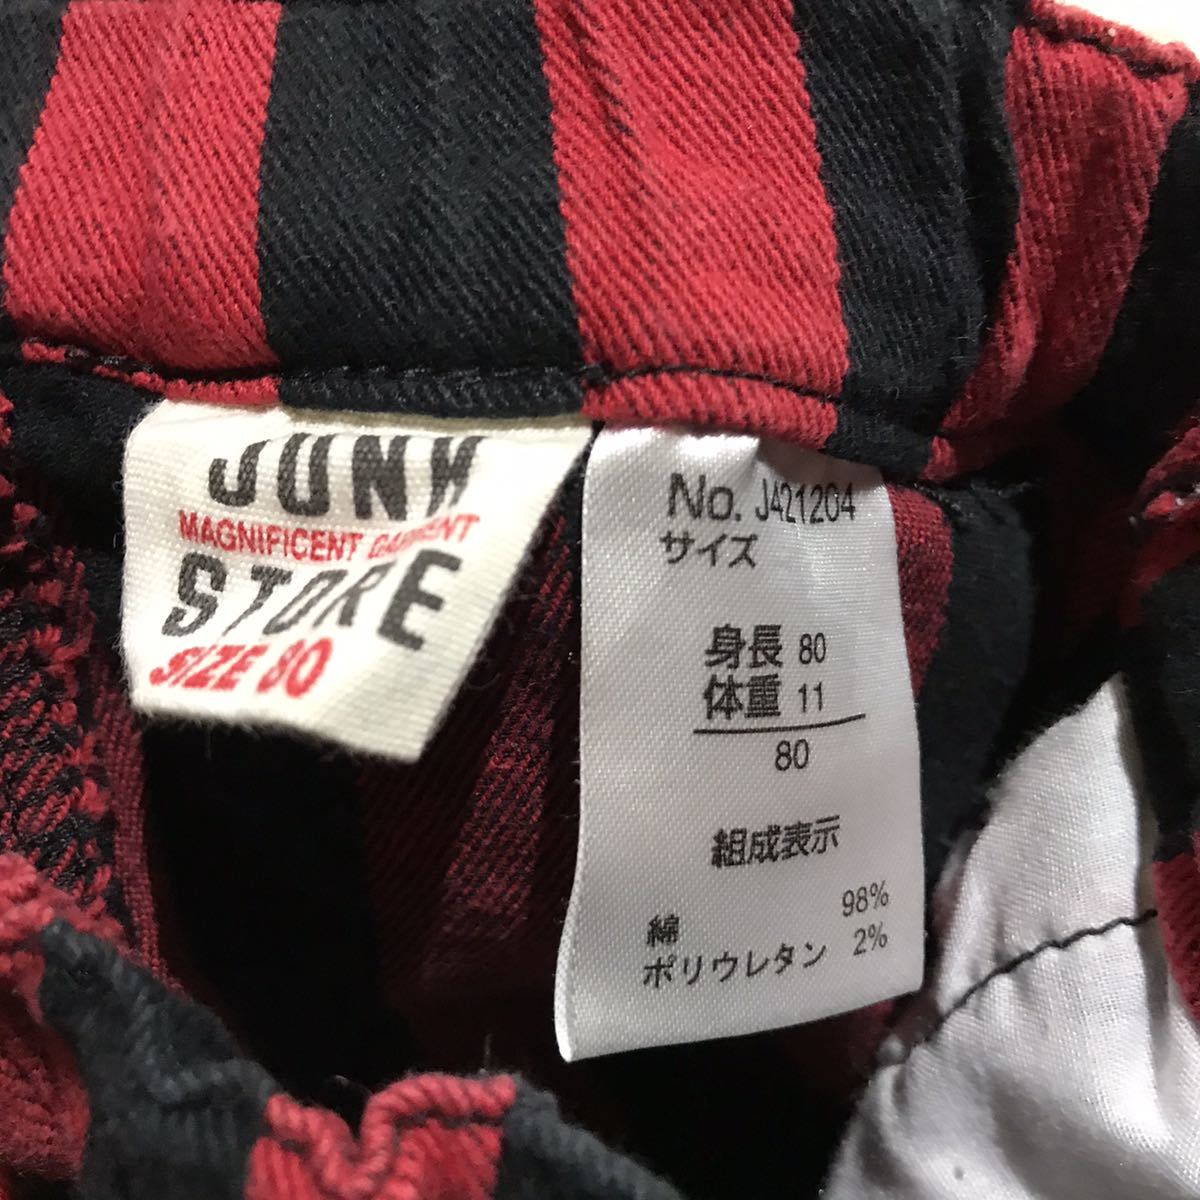 JUNK
MAGNIFICENT GARMENT
STORE
SIZE 80
No. J421204
サイズ
身長 80
体重 11
80
組成表示
綿 98%
ポリウレタン 2%